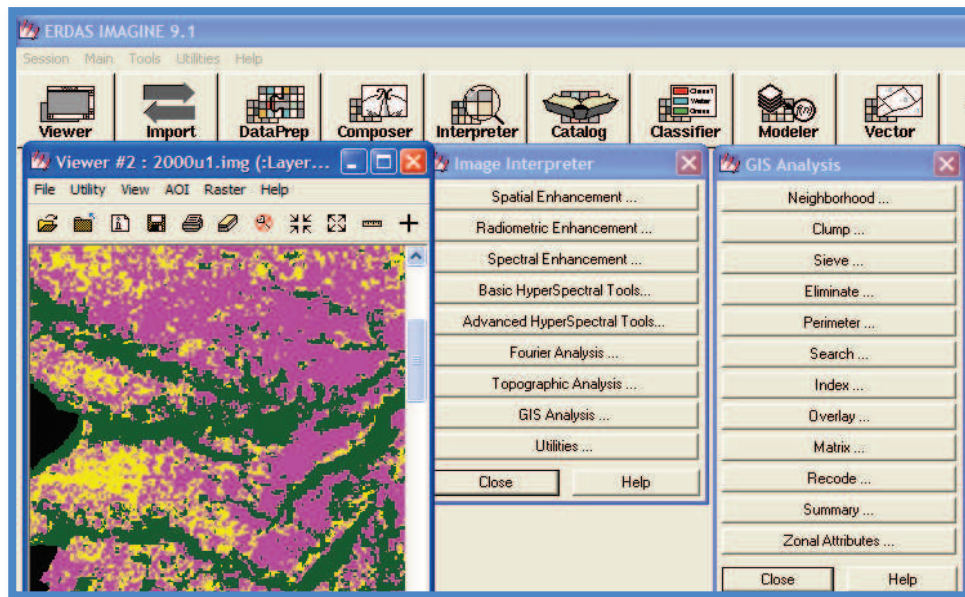 ERDAS IMAGINE 9.1
Session Main Tools Utilities Help
Viewer Import DataPrep Composer Interpreter Catalog Classifier Modeler Vector
Class1
Water
Grass
f(n)
Viewer #2 : 2000u1.img (:Layer...
File Utility View AOI Raster Help
Image Interpreter
Spatial Enhancement ...
Radiometric Enhancement ...
Spectral Enhancement ...
Basic HyperSpectral Tools...
Advanced HyperSpectral Tools...
Fourier Analysis ...
Topographic Analysis ...
GIS Analysis ...
Utilities ...
Close Help
GIS Analysis
Neighborhood ...
Clump ...
Sieve ...
Eliminate ...
Perimeter ...
Search ...
Index ...
Overlay ...
Matrix ...
Recode ...
Summary ...
Zonal Attributes ...
Close Help